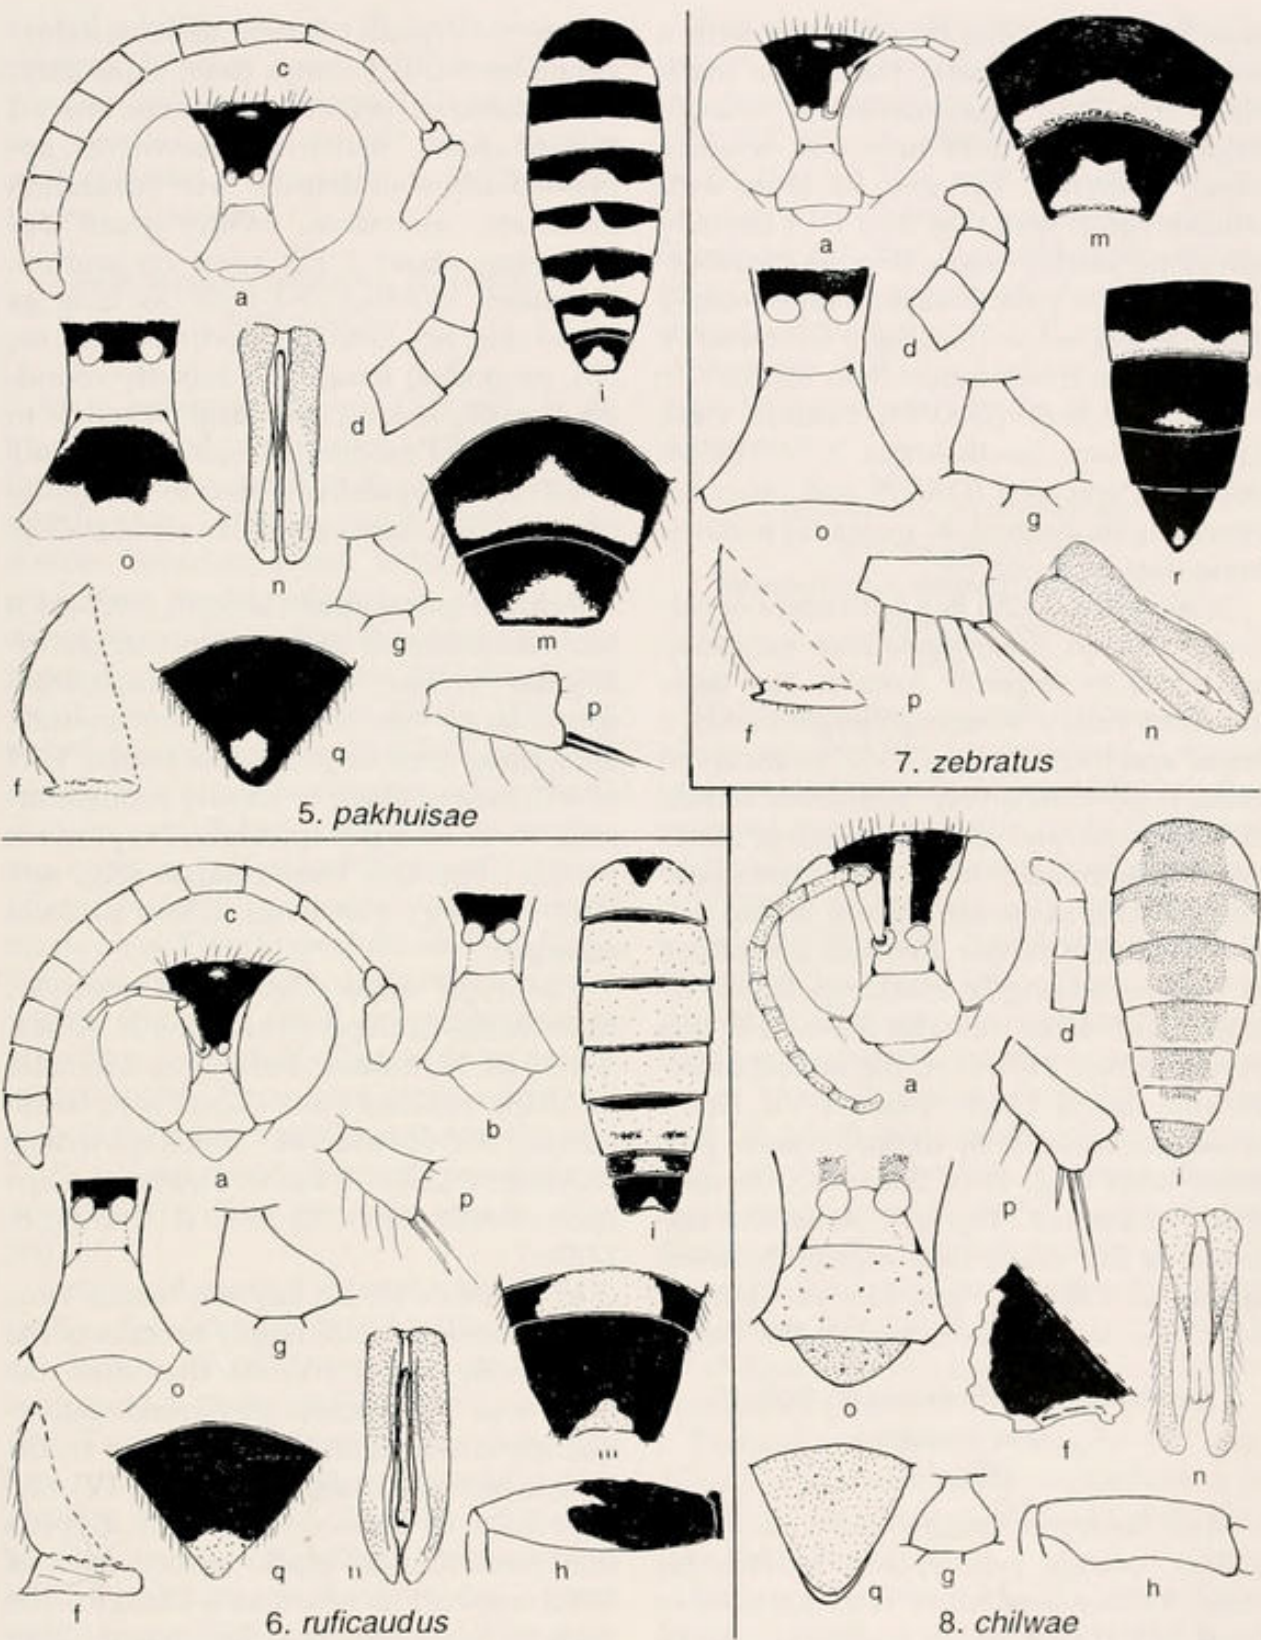 c
a
i
d
o
n
g
m
f
q
p
5. pakhuisae
a
m
d
o
g
r
f
p
n
7. zebratus
c
a
b
i
p
o
g
m
f
q
n
h
6. ruficaudus
a
d
i
p
o
f
n
q
g
h
8. chilwae